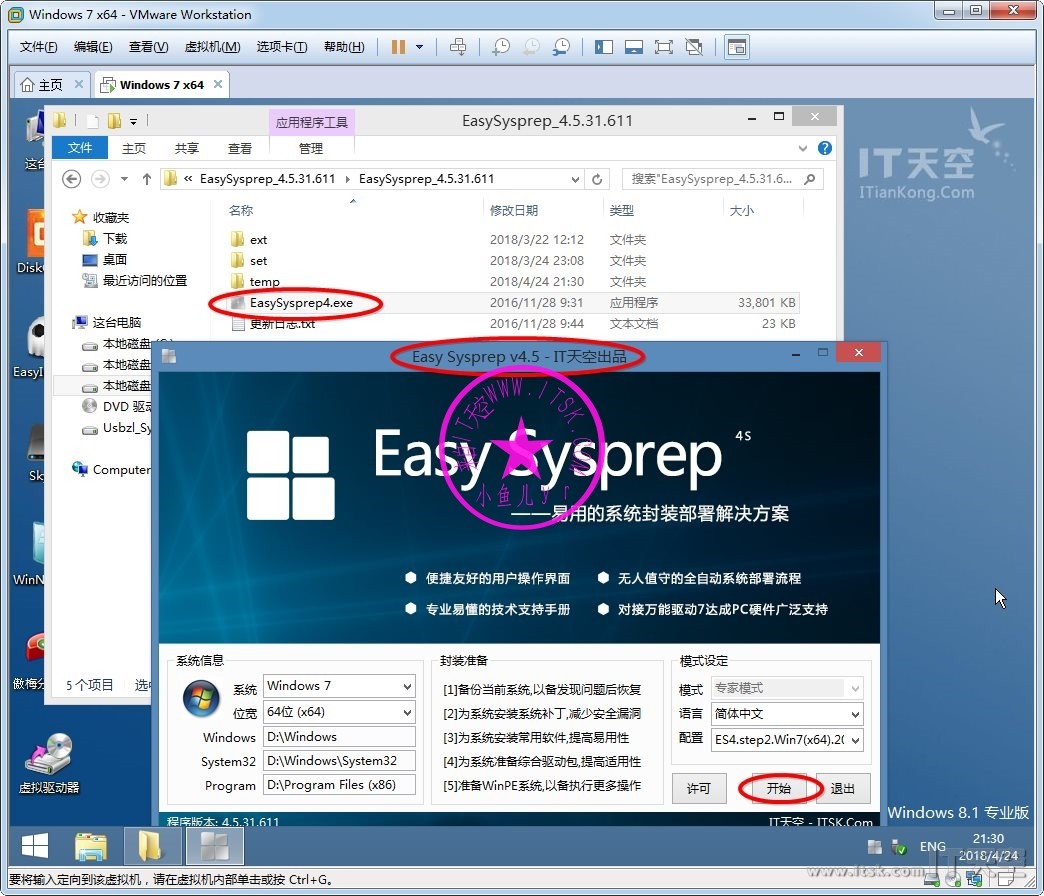 Windows 7 x64 - VMware Workstation
文件(F) 编辑(E) 查看(V) 虚拟机(M) 选项卡(T) 帮助(H)
主页 Windows 7 x64
应用程序工具 EasySysprep_4.5.31.611
文件 主页 共享 查看 管理
« EasySysprep_4.5.31.611 EasySysprep_4.5.31.611 搜索"EasySysprep_4.5.31.6...
IT天空
ITianKong.Com
名称 修改日期 类型 大小
收藏夹
下载
桌面
最近访问的位置
这台电脑
本地磁盘
本地磁盘
本地磁盘
DVD 驱动
Usbzl_Sy
Computer
ext 2018/3/22 12:12 文件夹
set 2018/3/24 23:08 文件夹
temp 2018/4/24 21:30 文件夹
EasySysprep4.exe 2016/11/28 9:31 应用程序 33,801 KB
更新日志.txt 2016/11/28 9:44 文本文档 23 KB
5 个项目
这台
Disk
EasyI
Sk
WinN
傲梅分
虚拟驱动器
Easy Sysprep v4.5 - IT天空出品
Easy Sysprep 4S
——易用的系统封装部署解决方案
IT天空WWW.ITSK.COM
小鱼儿yr
便捷友好的用户操作界面 无人值守的全自动系统部署流程
专业易懂的技术支持手册 对接万能驱动7达成PC硬件广泛支持
系统信息
系统 Windows 7
位宽 64位 (x64)
Windows D:\Windows
System32 D:\Windows\System32
Program D:\Program Files (x86)
封装准备
[1]备份当前系统,以备发现问题后恢复
[2]为系统安装系统补丁,减少安全漏洞
[3]为系统安装常用软件,提高易用性
[4]为系统准备综合驱动包,提高适用性
[5]准备WinPE系统,以备执行更多操作
模式设定
模式 专家模式
语言 简体中文
配置 ES4.step2.Win7(x64).20
许可 开始 退出
程序版本: 4.5.31.611 IT天空 - ITSK.Com
Windows 8.1 专业版
ENG 21:30
2018/4/24
www.itsk.com IT天空
要将输入定向到该虚拟机，请在虚拟机内部单击或按 Ctrl+G。